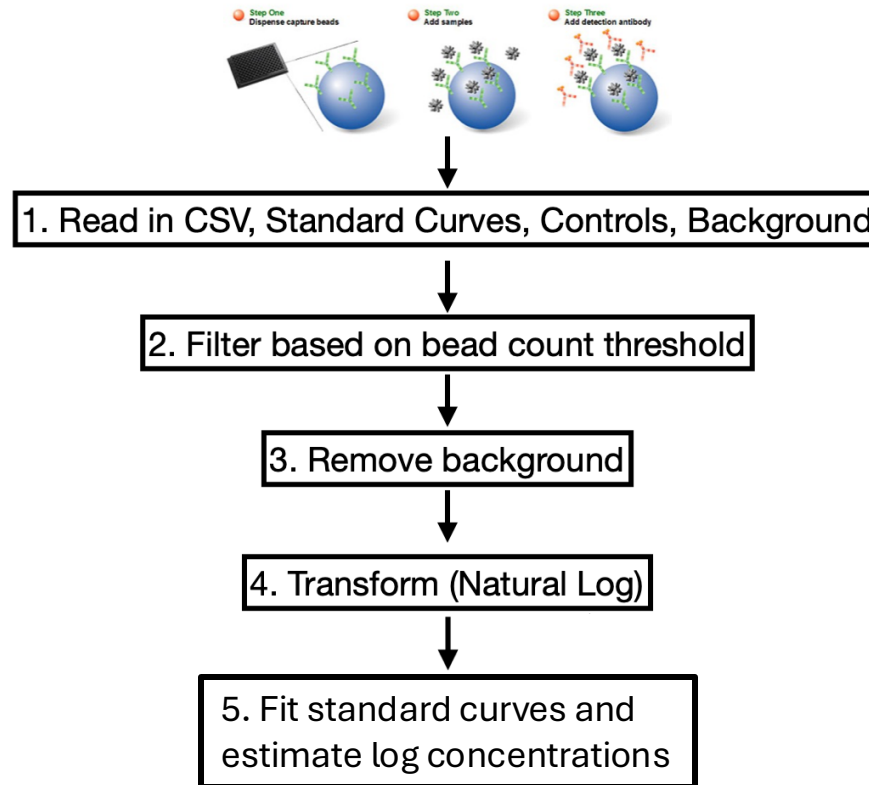 Step One
Dispense capture beads
Step Two
Add samples
Step Three
Add detection antibody
1. Read in CSV, Standard Curves, Controls, Background
2. Filter based on bead count threshold
3. Remove background
4. Transform (Natural Log)
5. Fit standard curves and
estimate log concentrations